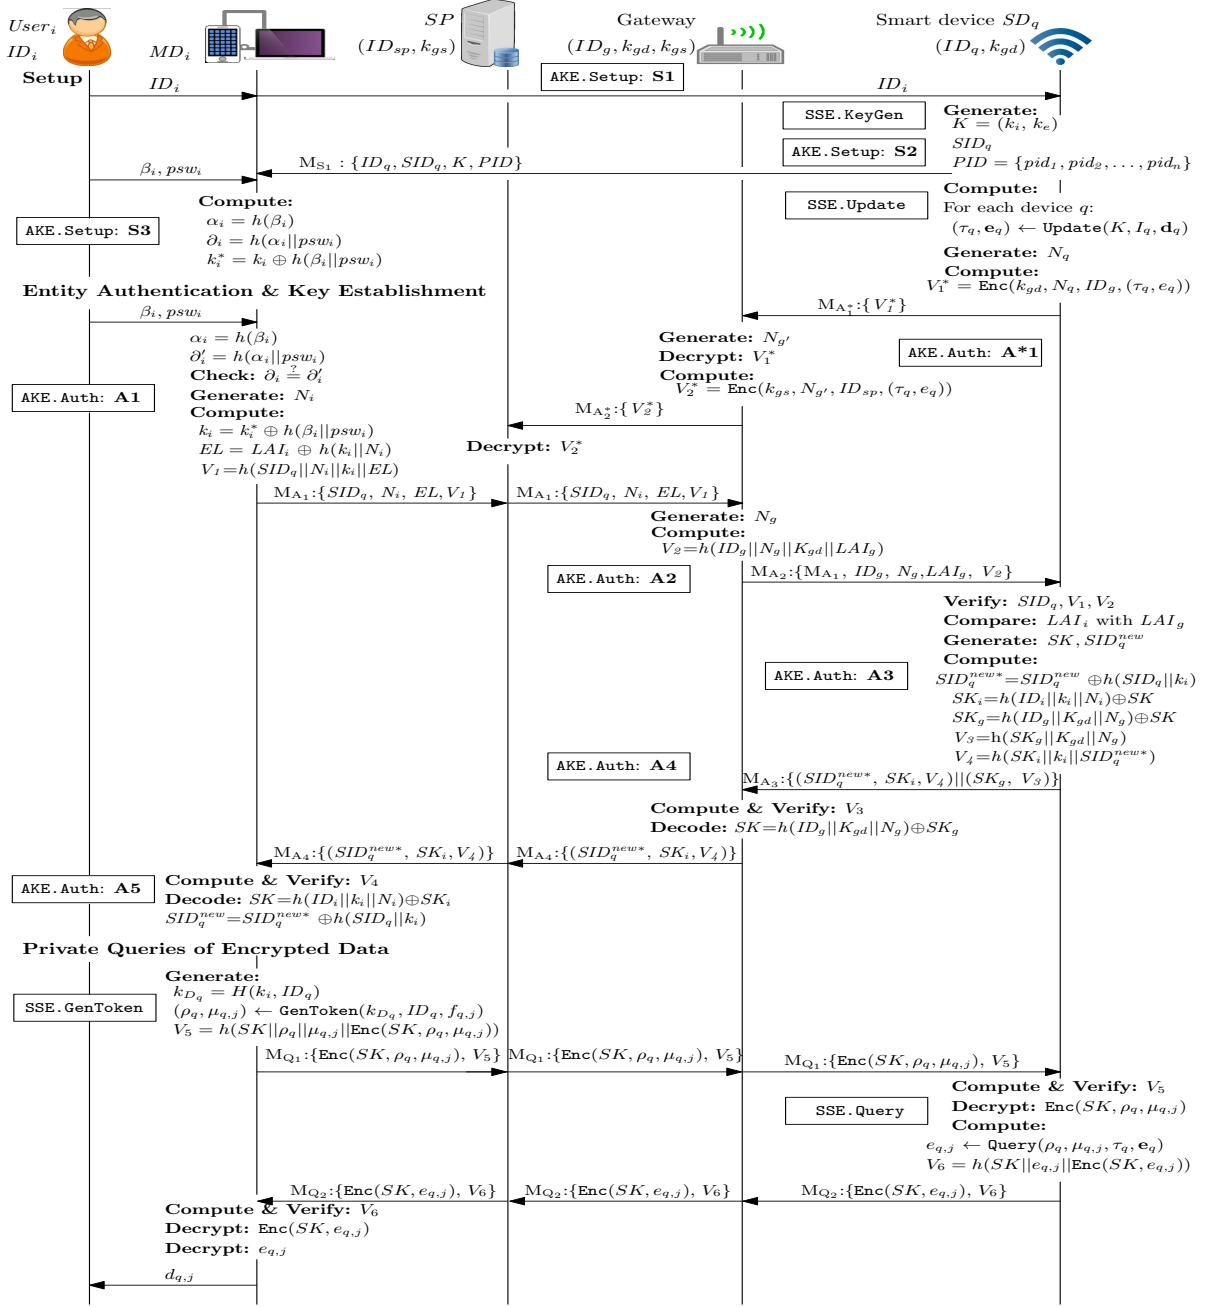 User_i
ID_i
MD_i
SP
(ID_sp, k_gs)
Gateway
(ID_g, k_gd, k_gs)
Smart device SD_q
(ID_q, k_gd)
Setup
AKE.Setup: S1
ID_i
ID_i
SSE.KeyGen
Generate:
K = (k_i, k_e)
AKE.Setup: S2
SID_q
PID = {pid_1, pid_2, . . . , pid_n}
M_S1 : {ID_q, SID_q, K, PID}
β_i, psw_i
Compute:
α_i = h(β_i)
∂_i = h(α_i||psw_i)
k_i^* = k_i ⊕ h(β_i||psw_i)
AKE.Setup: S3
SSE.Update
Compute:
For each device q:
(τ_q, e_q) ← Update(K, I_q, d_q)
Generate: N_q
Compute:
V_1^* = Enc(k_gd, N_q, ID_g, (τ_q, e_q))
Entity Authentication & Key Establishment
β_i, psw_i
M_A1^*:{V_1^*}
α_i = h(β_i)
∂'_i = h(α_i||psw_i)
Check: ∂_i ≟ ∂'_i
Generate: N_i
Compute:
k_i = k_i^* ⊕ h(β_i||psw_i)
EL = LAI_i ⊕ h(k_i||N_i)
V_1=h(SID_q||N_i||k_i||EL)
AKE.Auth: A1
Generate: N_g'
Decrypt: V_1^*
Compute:
V_2^* = Enc(k_gs, N_g', ID_sp, (τ_q, e_q))
AKE.Auth: A*1
M_A2^*:{V_2^*}
Decrypt: V_2^*
M_A1:{SID_q, N_i, EL, V_1}
M_A1:{SID_q, N_i, EL, V_1}
Generate: N_g
Compute:
V_2=h(ID_g||N_g||K_gd||LAI_g)
AKE.Auth: A2
M_A2:{M_A1, ID_g, N_g,LAI_g, V_2}
Verify: SID_q, V_1, V_2
Compare: LAI_i with LAI_g
Generate: SK, SID_q^new
Compute:
SID_q^new*=SID_q^new ⊕h(SID_q||k_i)
SK_i=h(ID_i||k_i||N_i)⊕SK
SK_g=h(ID_g||K_gd||N_g)⊕SK
V_3=h(SK_g||K_gd||N_g)
V_4=h(SK_i||k_i||SID_q^new*)
AKE.Auth: A3
AKE.Auth: A4
M_A3:{(SID_q^new*, SK_i, V_4)||(SK_g, V_3)}
Compute & Verify: V_3
Decode: SK=h(ID_g||K_gd||N_g)⊕SK_g
M_A4:{(SID_q^new*, SK_i, V_4)}
M_A4:{(SID_q^new*, SK_i, V_4)}
AKE.Auth: A5
Compute & Verify: V_4
Decode: SK=h(ID_i||k_i||N_i)⊕SK_i
SID_q^new=SID_q^new* ⊕h(SID_q||k_i)
Private Queries of Encrypted Data
Generate:
k_Dq = H(k_i, ID_q)
(ρ_q, μ_q,j) ← GenToken(k_Dq, ID_q, f_q,j)
V_5 = h(SK||ρ_q||μ_q,j||Enc(SK, ρ_q, μ_q,j))
SSE.GenToken
M_Q1:{Enc(SK, ρ_q, μ_q,j), V_5}
M_Q1:{Enc(SK, ρ_q, μ_q,j), V_5}
M_Q1:{Enc(SK, ρ_q, μ_q,j), V_5}
SSE.Query
Compute & Verify: V_5
Decrypt: Enc(SK, ρ_q, μ_q,j)
Compute:
e_q,j ← Query(ρ_q, μ_q,j, τ_q, e_q)
V_6 = h(SK||e_q,j||Enc(SK, e_q,j))
M_Q2:{Enc(SK, e_q,j), V_6}
M_Q2:{Enc(SK, e_q,j), V_6}
M_Q2:{Enc(SK, e_q,j), V_6}
Compute & Verify: V_6
Decrypt: Enc(SK, e_q,j)
Decrypt: e_q,j
d_q,j